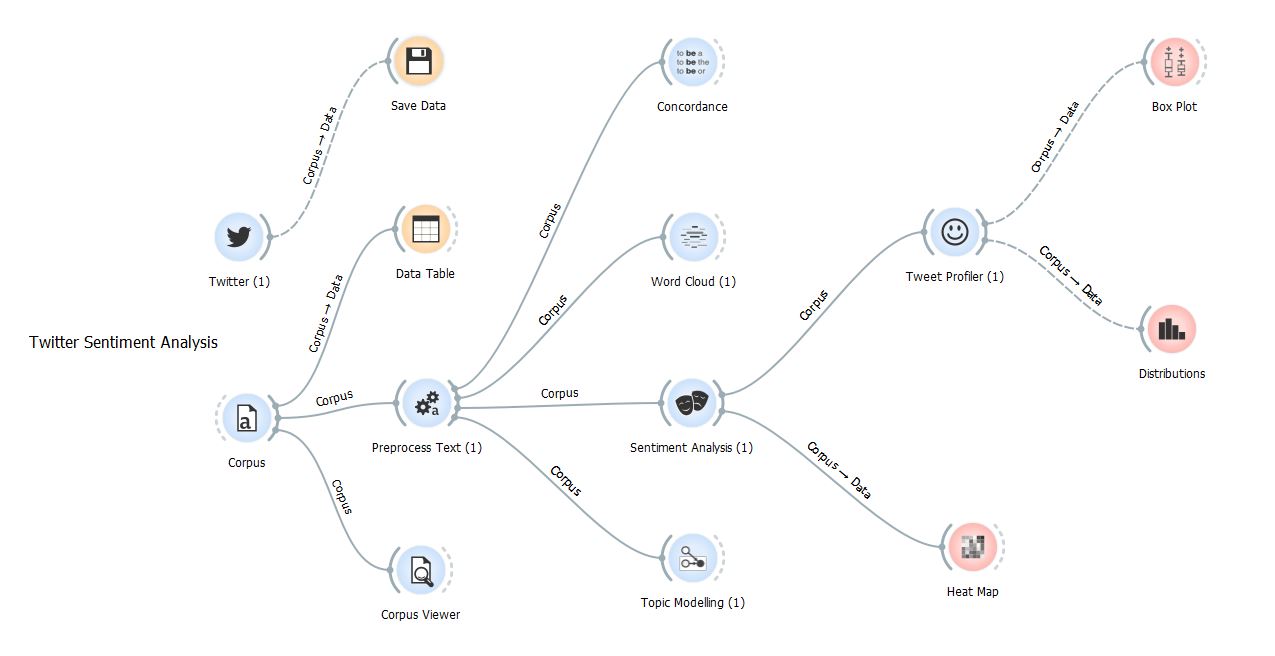 Save Data
to be a
to be the
to be or
Concordance
Box Plot
Corpus → Data
Corpus → Data
Twitter (1)
Data Table
Corpus
Word Cloud (1)
Tweet Profiler (1)
Corpus → Data
Corpus → Data
Corpus
Corpus
Twitter Sentiment Analysis
Distributions
Corpus
a
Corpus
a
Preprocess Text (1)
Corpus
Sentiment Analysis (1)
Corpus
Corpus
Corpus → Data
Corpus Viewer
Topic Modelling (1)
Heat Map